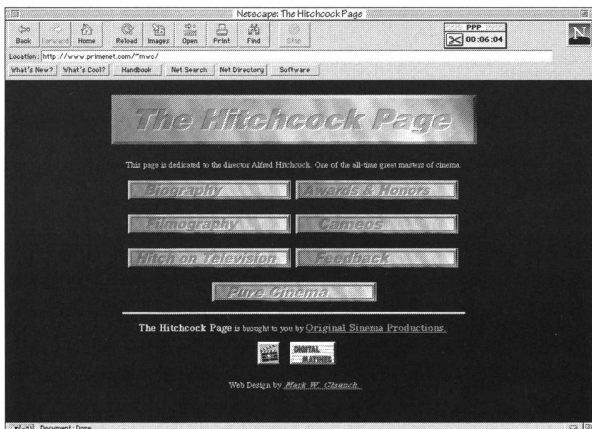 Netscape: The Hitchcock Page
Back Forward Home Reload Images Open Print Find Stop
PPP
00:06:04
N
Location: http://www.primenet.com/~mwc/
What's New? What's Cool? Handbook Net Search Net Directory Software
The Hitchcock Page
This page is dedicated to the director Alfred Hitchcock. One of the all-time great masters of cinema.
Biography Awards & Honors
Filmography Cameos
Hitch on Television Feedback
Pure Cinema
The Hitchcock Page is brought to you by Original Sinema Productions.
DIGITAL
MATINEE
Web Design by Mark W.
Document: Done